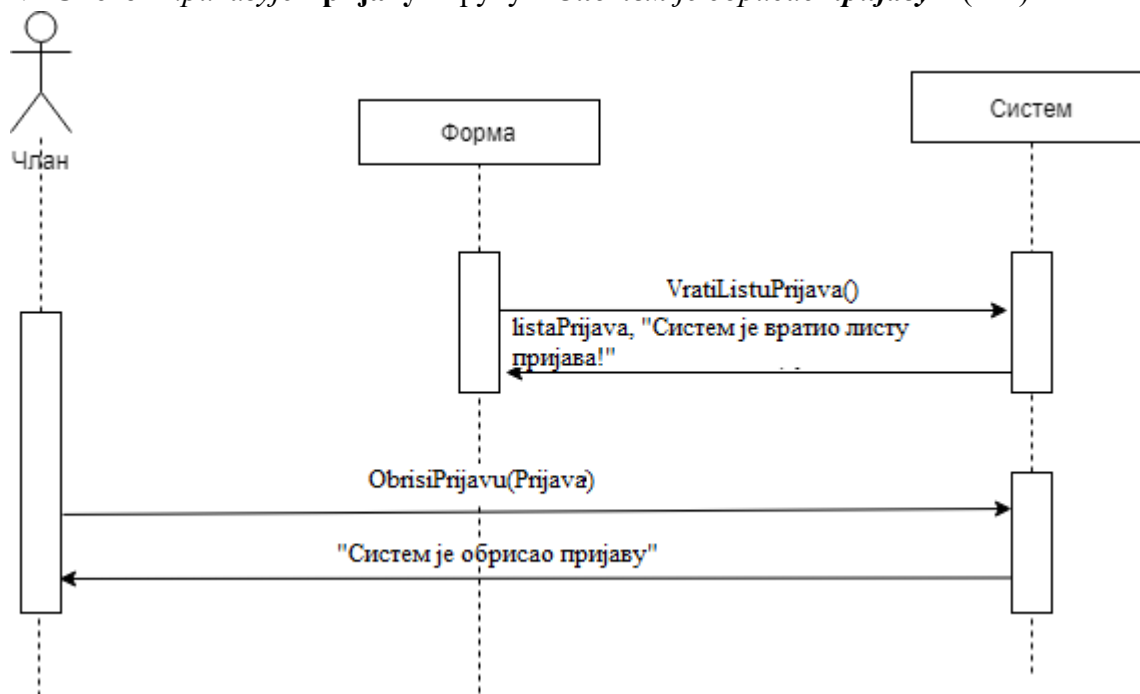 Члан
Форма
Систем
VratiListuPrijava()
listaPrijava, "Систем је вратио листу
пријава!"
ObrisiPrijavu(Prijava)
"Систем је обрисао пријаву"